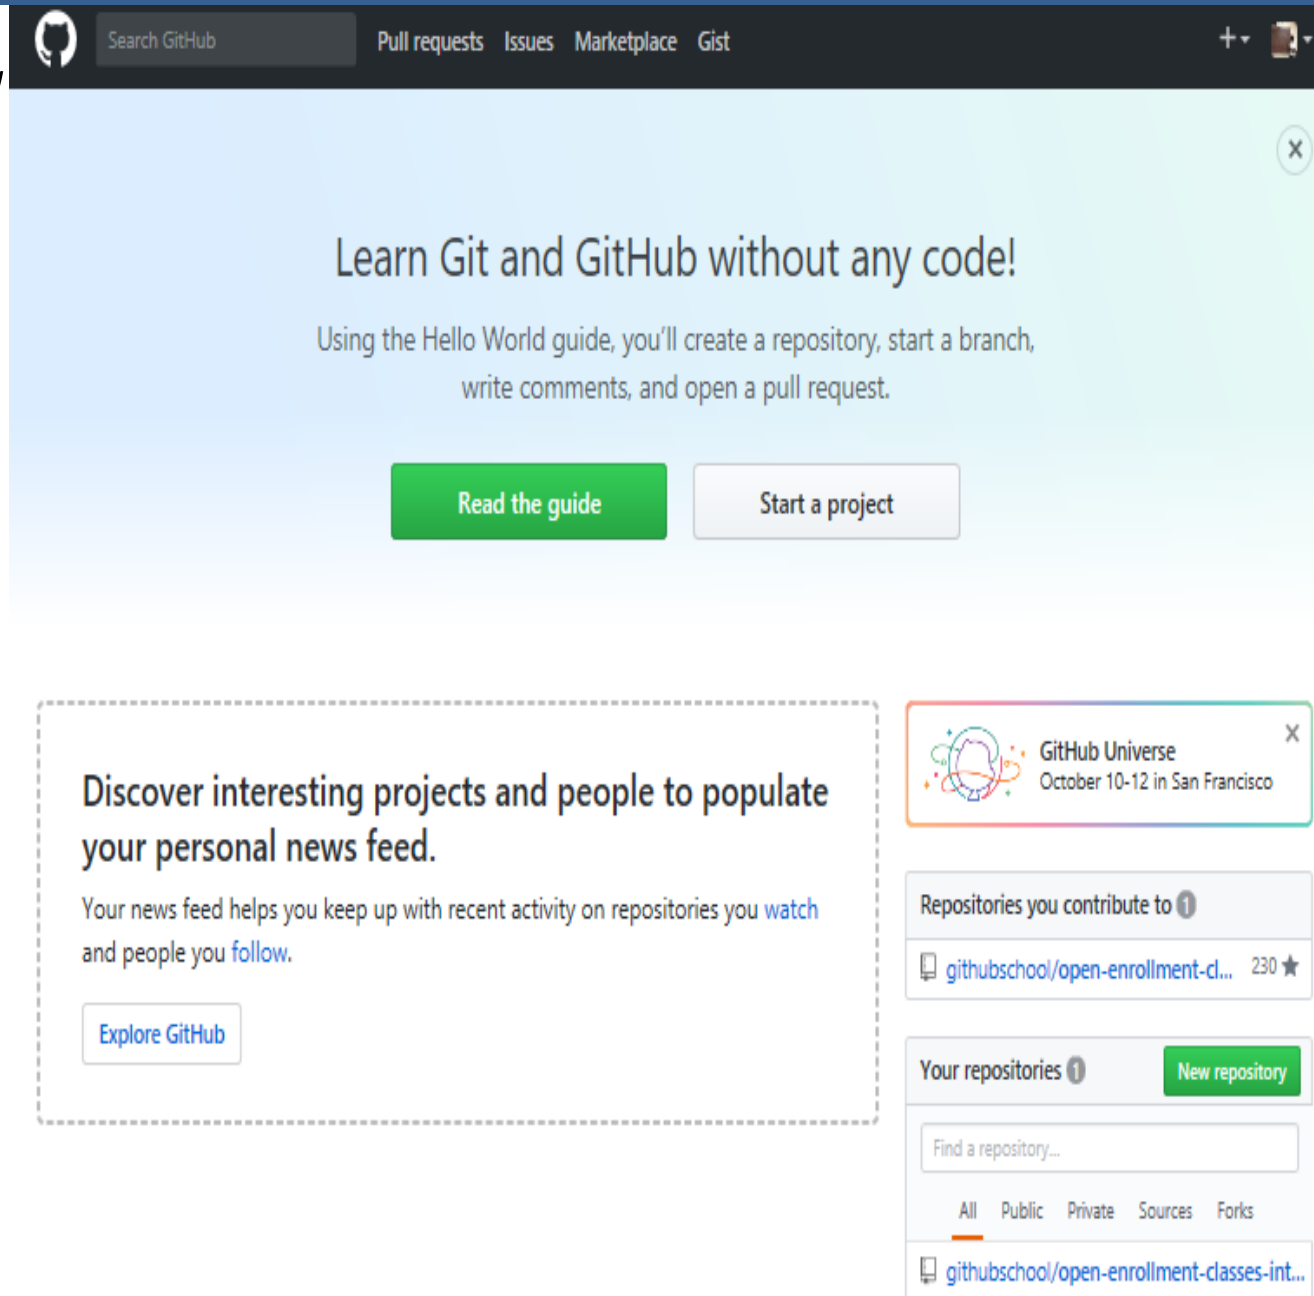 Search GitHub
Pull requests Issues Marketplace Gist
Learn Git and GitHub without any code!
Using the Hello World guide, you'll create a repository, start a branch,
write comments, and open a pull request.
Read the guide
Start a project
Discover interesting projects and people to populate
your personal news feed.
Your news feed helps you keep up with recent activity on repositories you watch
and people you follow.
Explore GitHub
GitHub Universe
October 10-12 in San Francisco
Repositories you contribute to 1
githubschool/open-enrollment-cl... 230
Your repositories 1
New repository
Find a repository...
All Public Private Sources Forks
githubschool/open-enrollment-classes-int...